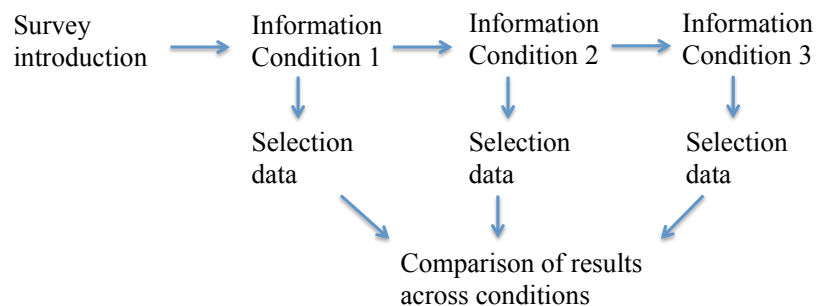 Survey
introduction
Information
Condition 1
Information
Condition 2
Information
Condition 3
Selection
data
Selection
data
Selection
data
Comparison of results
across conditions